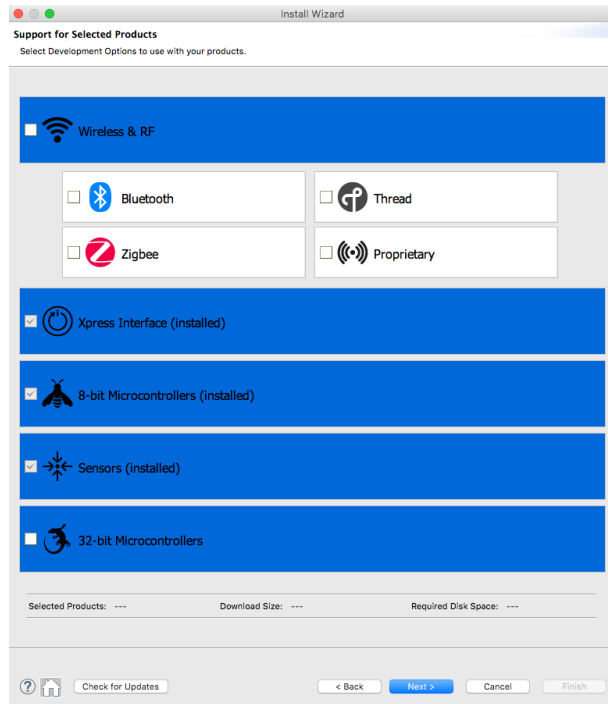 Install Wizard
Support for Selected Products
Select Development Options to use with your products.
Wireless & RF
Bluetooth
Thread
Zigbee
Proprietary
Xpress Interface (installed)
8-bit Microcontrollers (installed)
Sensors (installed)
32-bit Microcontrollers
Selected Products: --- Download Size: --- Required Disk Space: ---
? Check for Updates < Back Next > Cancel Finish